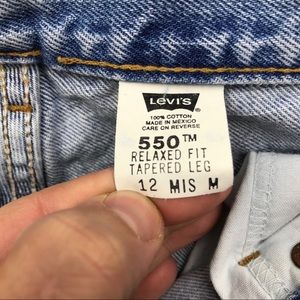 Levi's
100% COTTON
MADE IN MEXICO
CARE ON REVERSE
550™
RELAXED FIT
TAPERED LEG
12 MIS M